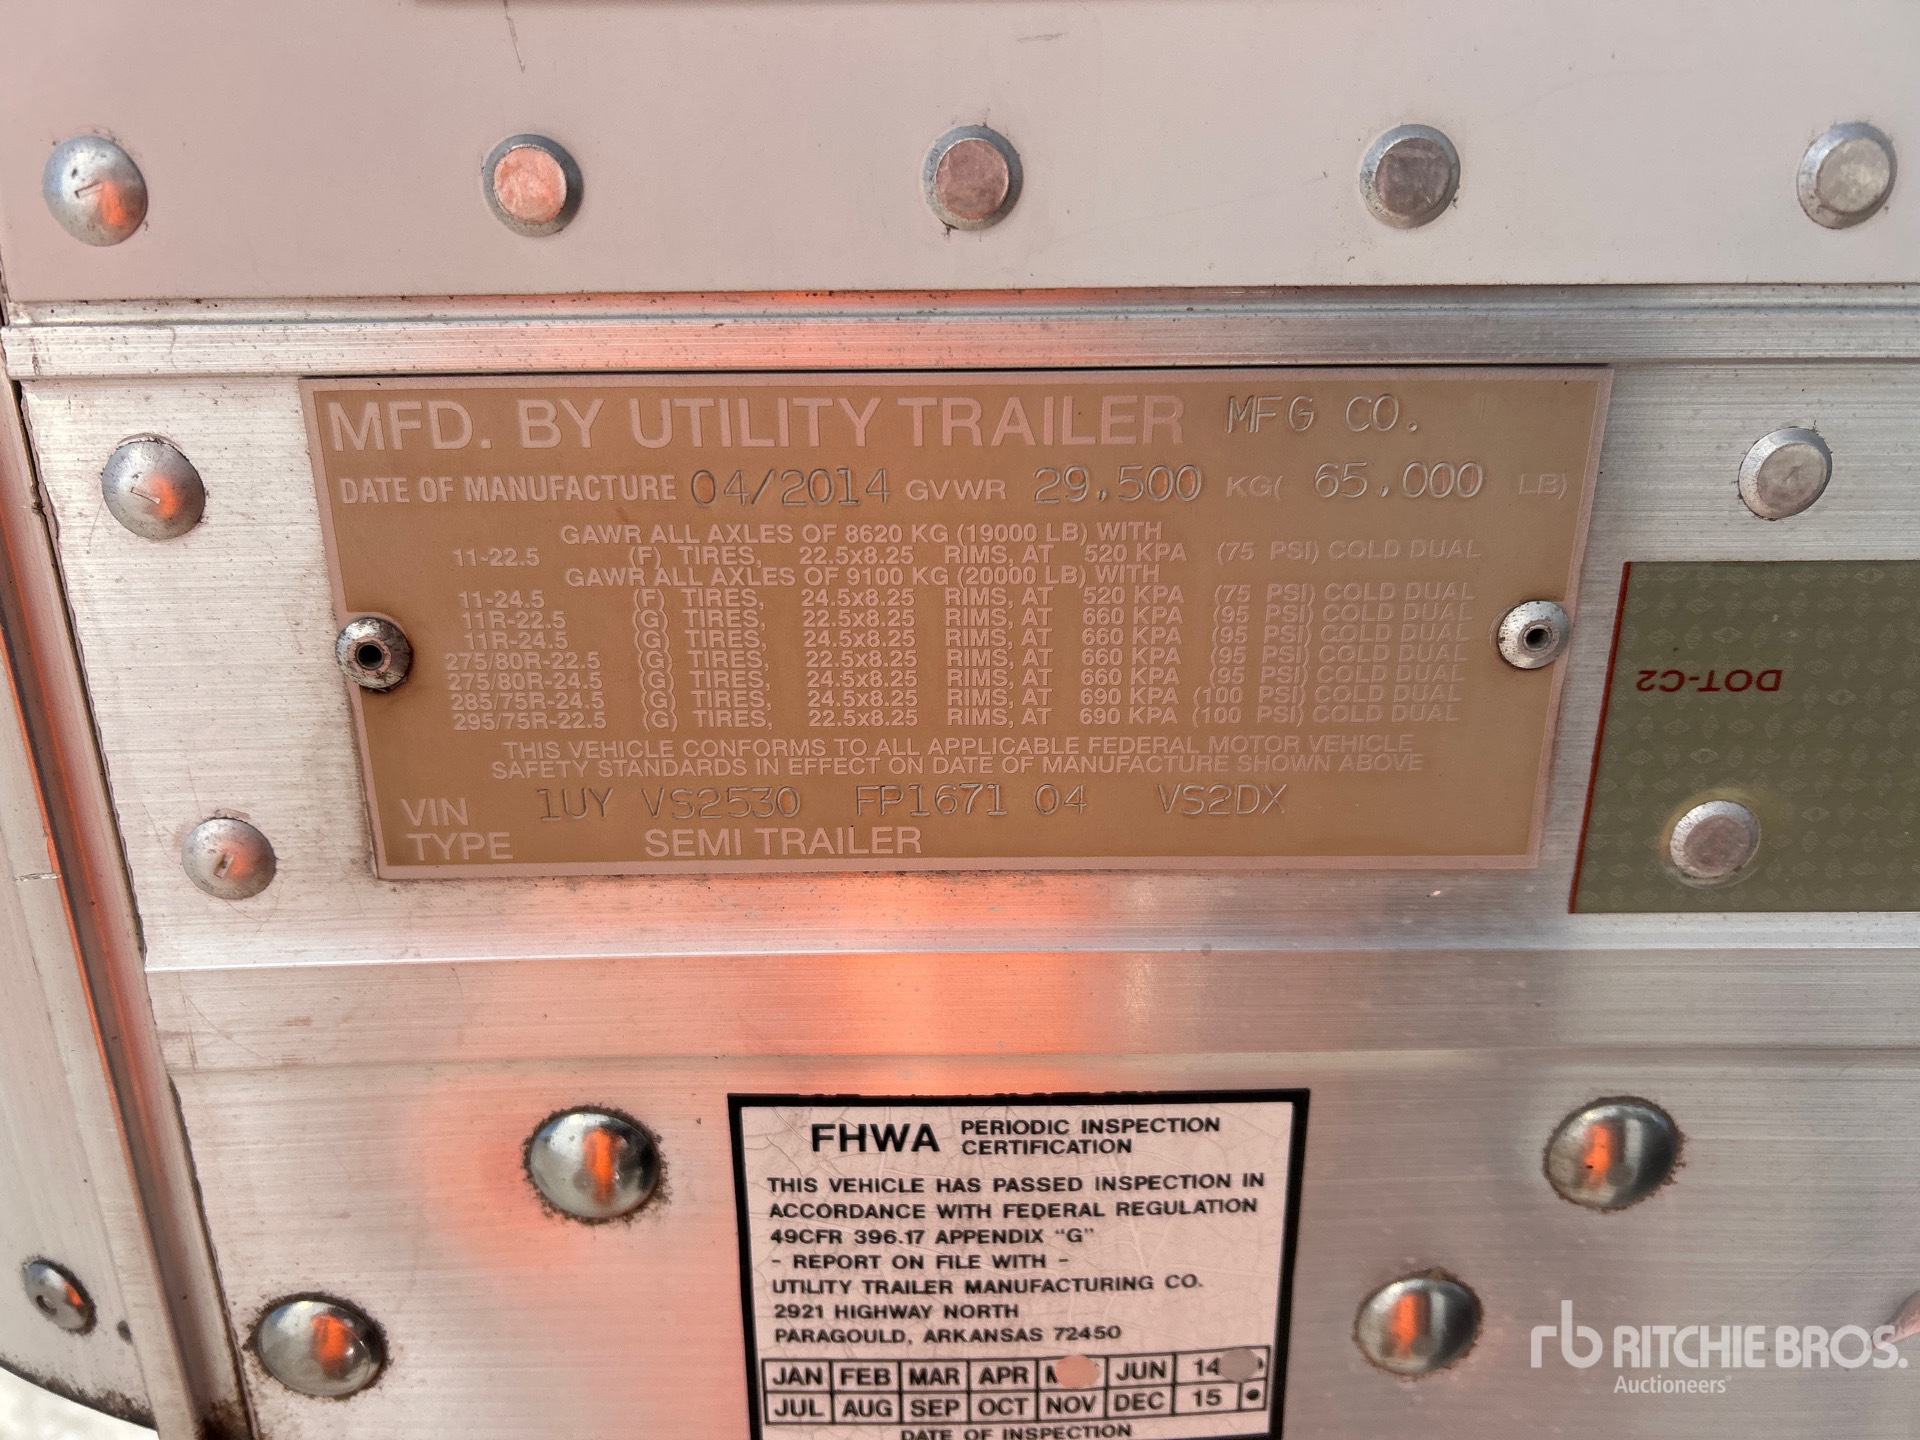 MFD. BY UTILITY TRAILER MFG CO.
DATE OF MANUFACTURE 04/2014 GVWR 29,500 KG( 65,000 LB)
GAWR ALL AXLES OF 8620 KG (19000 LB) WITH
11-22.5 (F) TIRES, 22.5x8.25 RIMS, AT 520 KPA (75 PSI) COLD DUAL
GAWR ALL AXLES OF 9100 KG (20000 LB) WITH
11-24.5 (F) TIRES, 24.5x8.25 RIMS, AT 520 KPA (75 PSI) COLD DUAL
11R-22.5 (G) TIRES, 22.5x8.25 RIMS, AT 660 KPA (95 PSI) COLD DUAL
11R-24.5 (G) TIRES, 24.5x8.25 RIMS, AT 660 KPA (95 PSI) COLD DUAL
275/80R-22.5 (G) TIRES, 22.5x8.25 RIMS, AT 660 KPA (95 PSI) COLD DUAL
275/80R-24.5 (G) TIRES, 24.5x8.25 RIMS, AT 660 KPA (95 PSI) COLD DUAL
285/75R-24.5 (G) TIRES, 24.5x8.25 RIMS, AT 690 KPA (100 PSI) COLD DUAL
295/75R-22.5 (G) TIRES, 22.5x8.25 RIMS, AT 690 KPA (100 PSI) COLD DUAL
THIS VEHICLE CONFORMS TO ALL APPLICABLE FEDERAL MOTOR VEHICLE
SAFETY STANDARDS IN EFFECT ON DATE OF MANUFACTURE SHOWN ABOVE
VIN 1UY VS2530 FP1671 04 VS2DX
TYPE SEMI TRAILER
DOT-C2
FHWA PERIODIC INSPECTION
CERTIFICATION
THIS VEHICLE HAS PASSED INSPECTION IN
ACCORDANCE WITH FEDERAL REGULATION
49CFR 396.17 APPENDIX "G"
- REPORT ON FILE WITH -
UTILITY TRAILER MANUFACTURING CO.
2921 HIGHWAY NORTH
PARAGOULD, ARKANSAS 72450
JAN FEB MAR APR JUN 14
JUL AUG SEP OCT NOV DEC 15
DATE OF INSPECTION
rb RITCHIE BROS.
Auctioneers